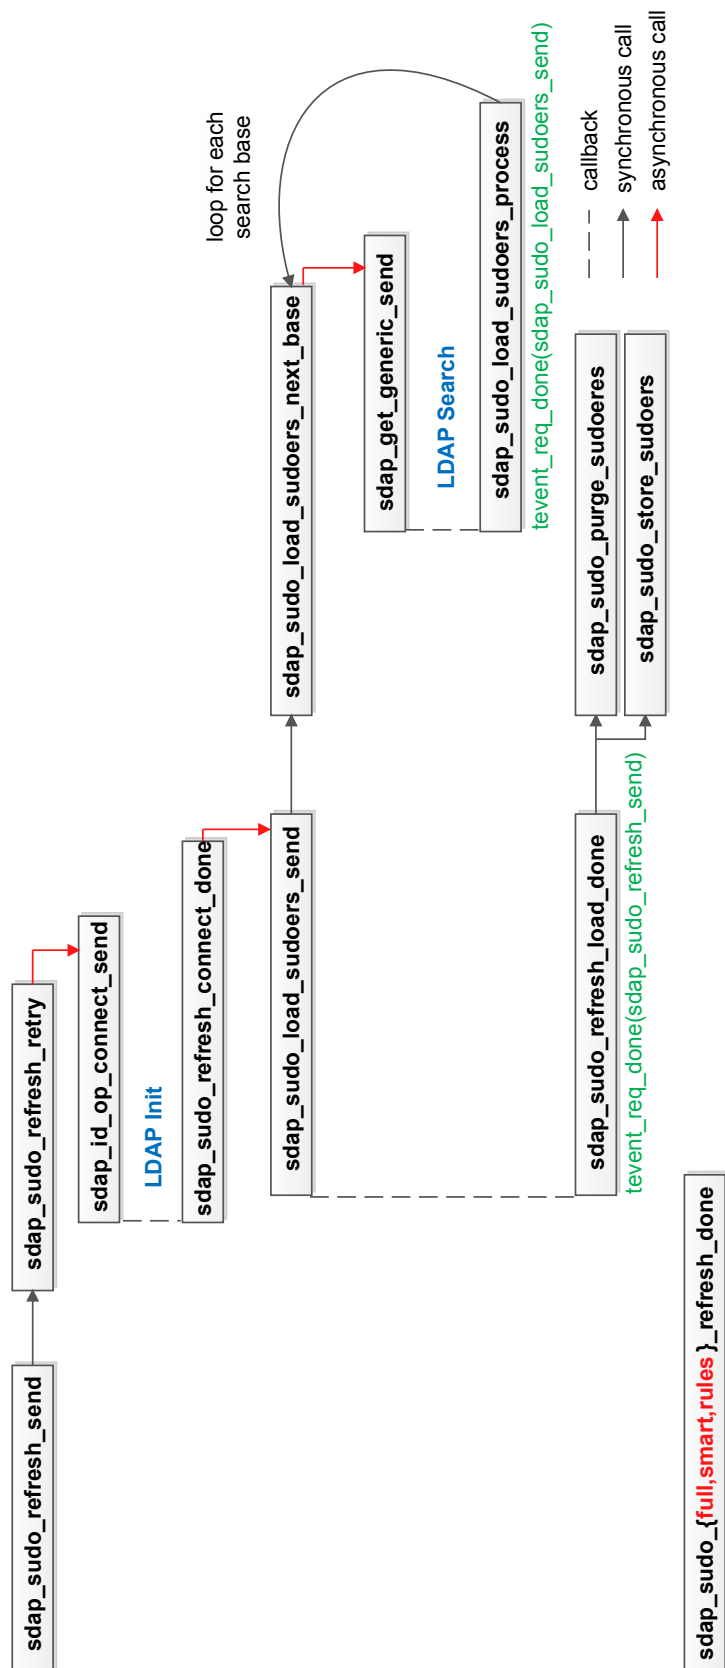 sdap_sudo_refresh_send
sdap_sudo_refresh_retry
sdap_id_op_connect_send
LDAP Init
sdap_sudo_refresh_connect_done
sdap_sudo_load_sudoers_send
sdap_sudo_load_sudoers_next_base
loop for each
search base
sdap_get_generic_send
LDAP Search
sdap_sudo_load_sudoers_process
tevent_req_done(sdap_sudo_load_sudoers_send)
sdap_sudo_refresh_load_done
tevent_req_done(sdap_sudo_refresh_send)
sdap_sudo_purge_sudoeres
sdap_sudo_store_sudoers
callback
synchronous call
asynchronous call
sdap_sudo_{full,smart,rules }_refresh_done